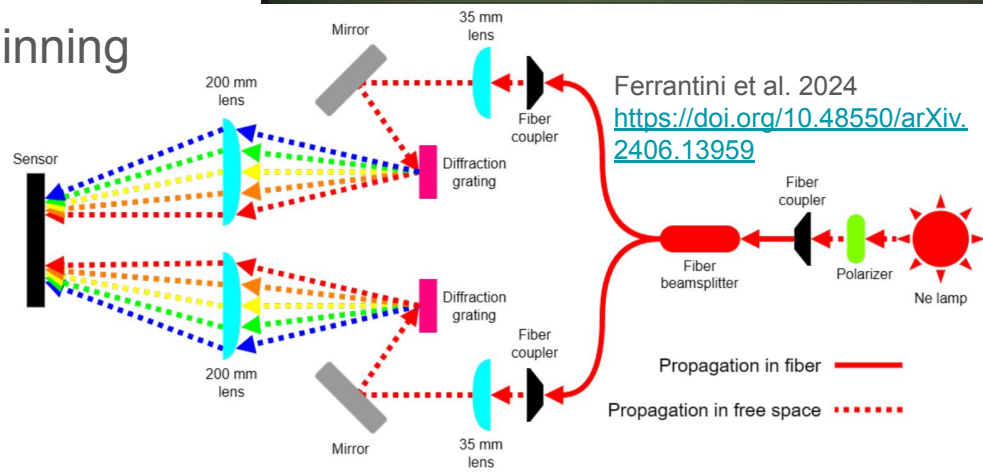 inning
Mirror
35 mm
lens
Ferrantini et al. 2024
https://doi.org/10.48550/arXiv.
2406.13959
200 mm
lens
Fiber
coupler
Sensor
Diffraction
grating
Fiber
coupler
Fiber
beamsplitter
Polarizer
Ne lamp
Diffraction
grating
Fiber
coupler
200 mm
lens
Propagation in fiber
Propagation in free space
Mirror
35 mm
lens